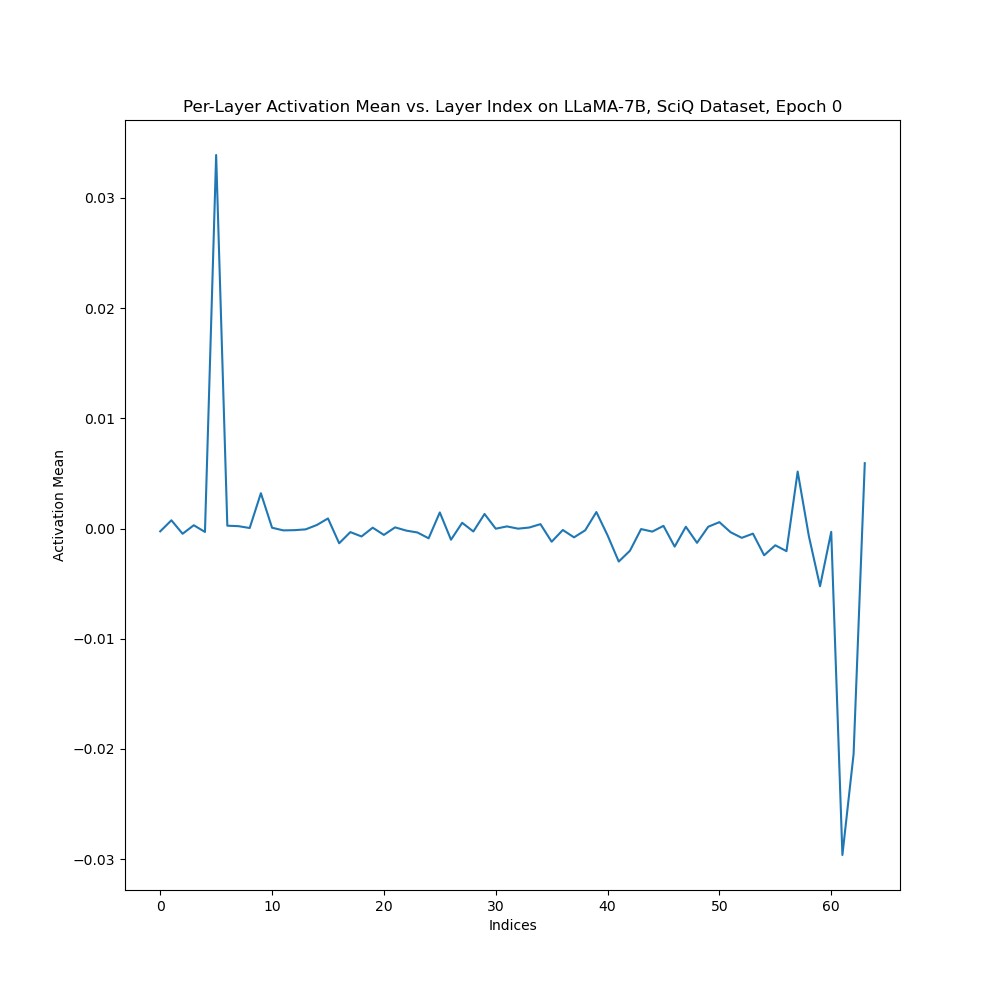 Per-Layer Activation Mean vs. Layer Index on LLaMA-7B, SciQ Dataset, Epoch 0
Activation Mean
0.03
0.02
0.01
0.00
−0.01
−0.02
−0.03
0 10 20 30 40 50 60
Indices